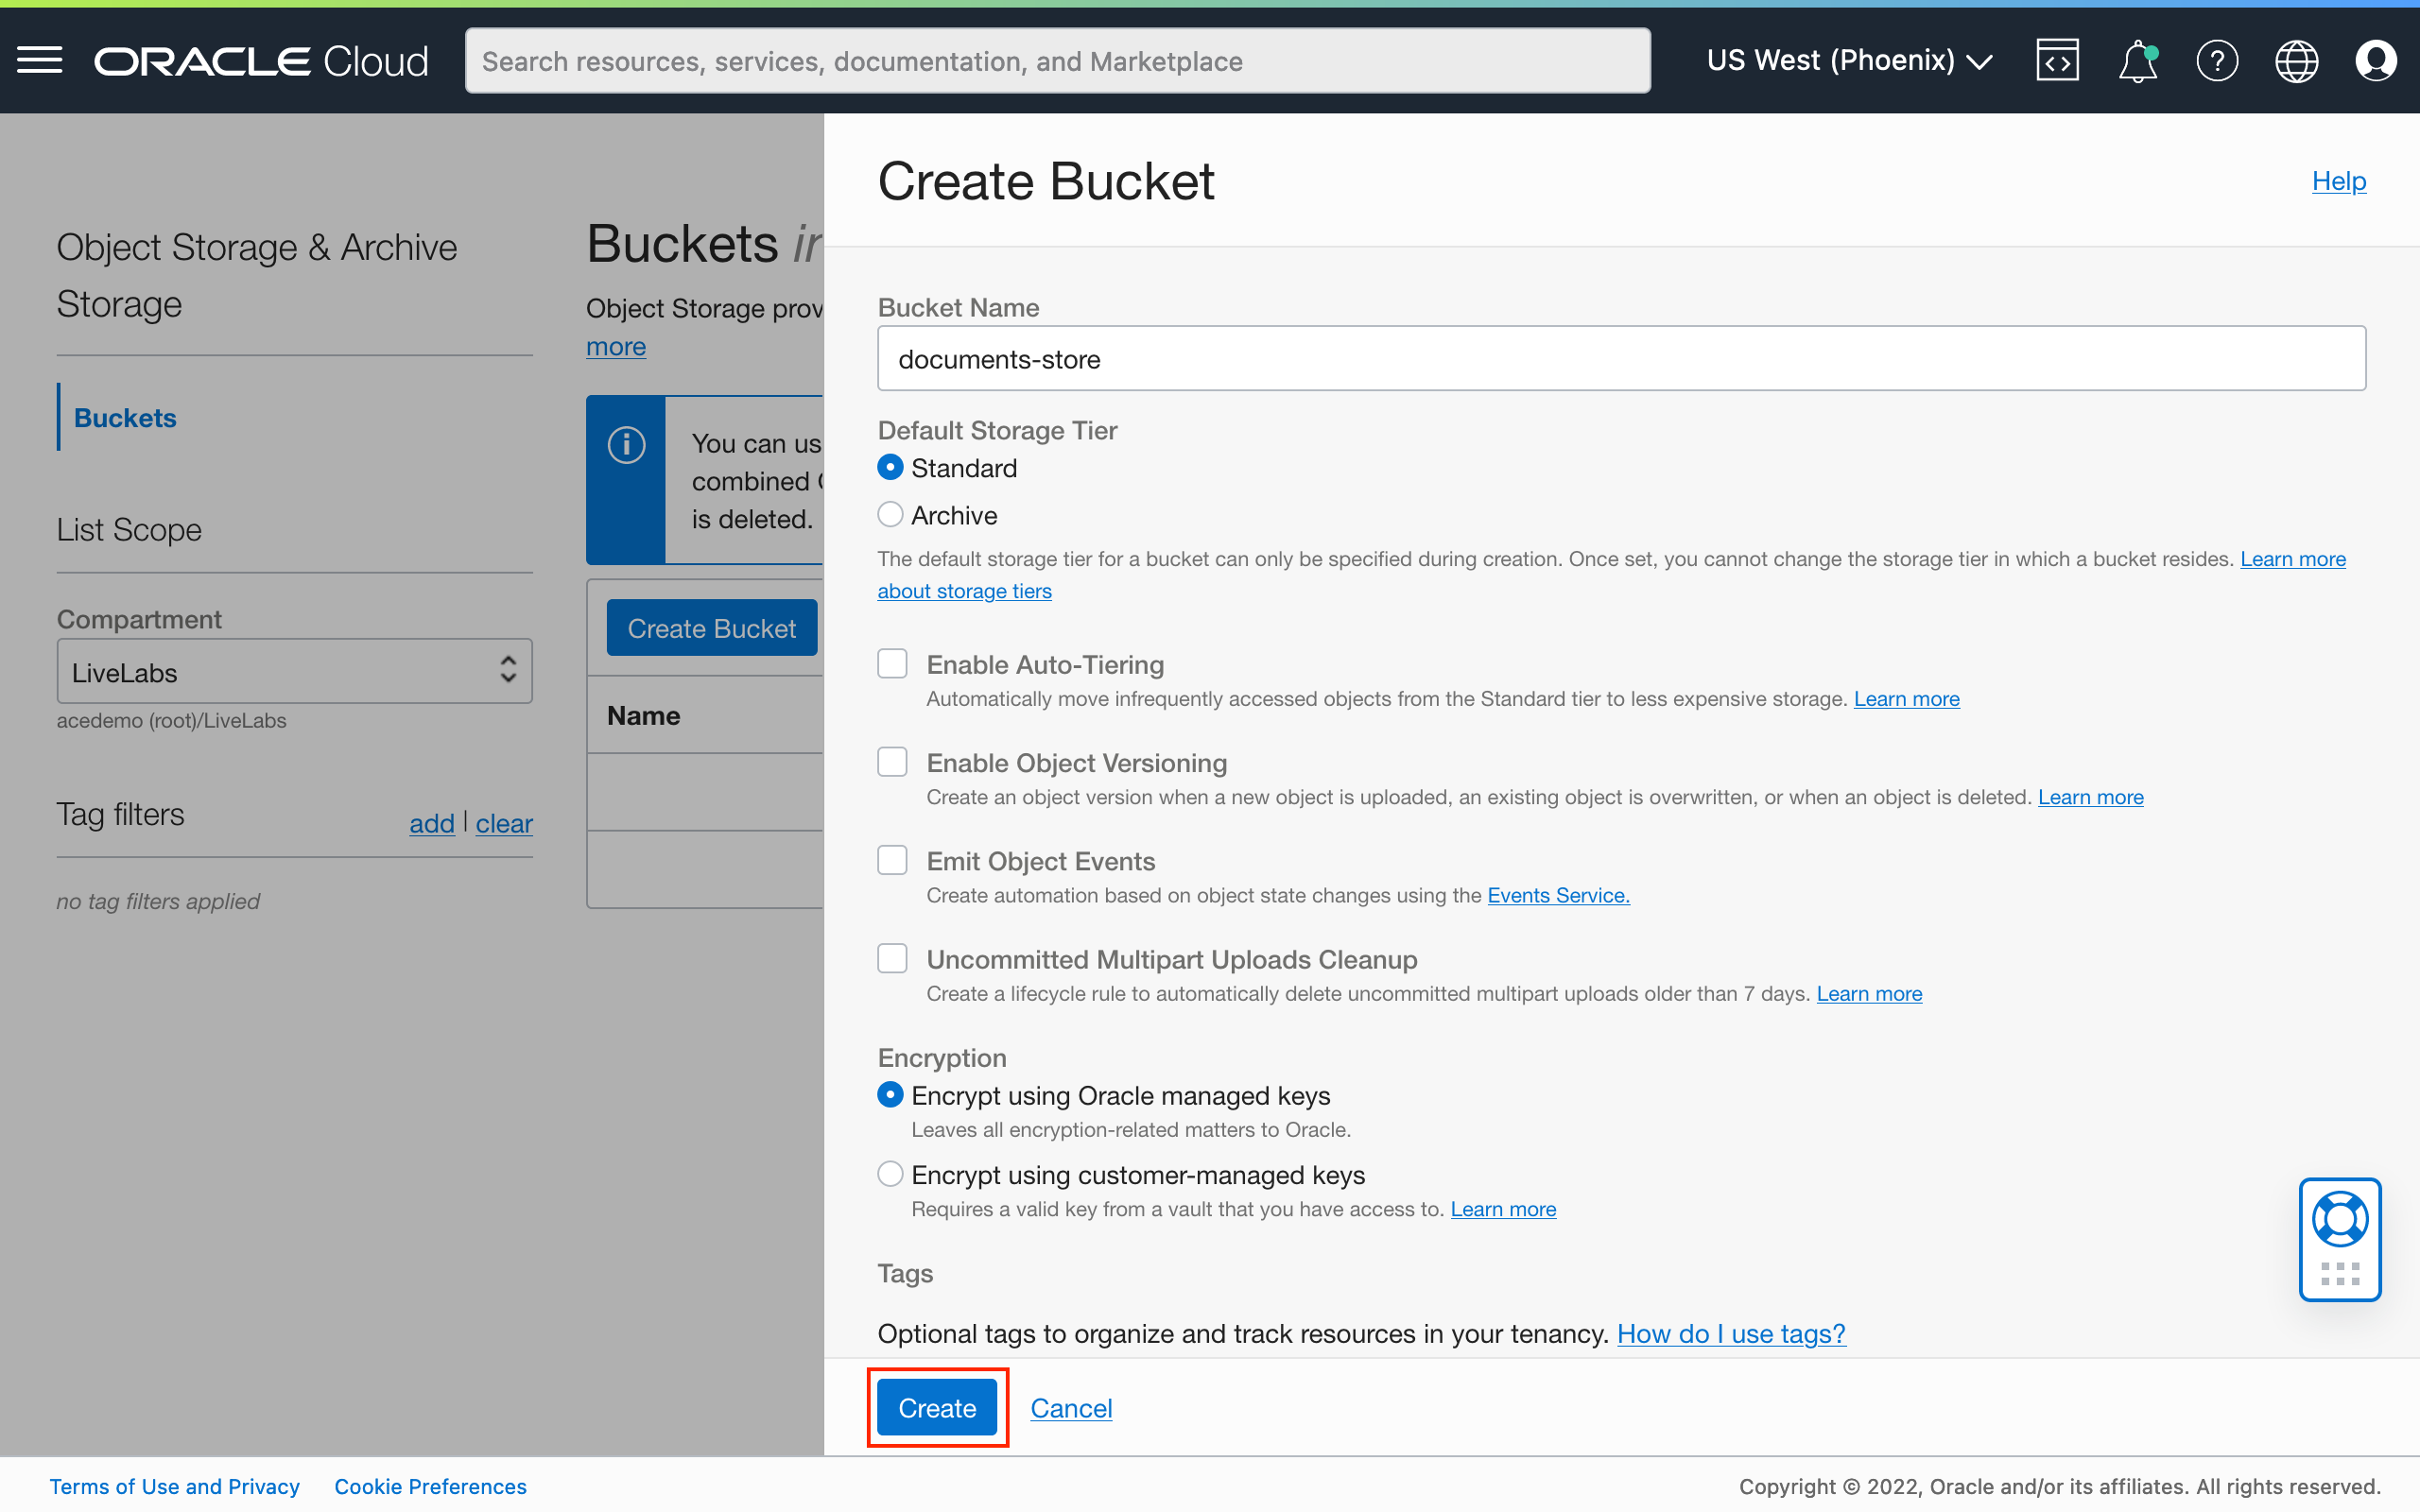 ORACLE Cloud
Search resources, services, documentation, and Marketplace
US West (Phoenix)
Object Storage & Archive
Storage
Buckets
List Scope
Compartment
LiveLabs
acedemo (root)/LiveLabs
Tag filters
add | clear
no tag filters applied
Buckets in
Object Storage prov
more
You can us
combined
is deleted.
Create Bucket
Name
Create Bucket
Help
Bucket Name
documents-store
Default Storage Tier
Standard
Archive
The default storage tier for a bucket can only be specified during creation. Once set, you cannot change the storage tier in which a bucket resides. Learn more
about storage tiers
Enable Auto-Tiering
Automatically move infrequently accessed objects from the Standard tier to less expensive storage. Learn more
Enable Object Versioning
Create an object version when a new object is uploaded, an existing object is overwritten, or when an object is deleted. Learn more
Emit Object Events
Create automation based on object state changes using the Events Service.
Uncommitted Multipart Uploads Cleanup
Create a lifecycle rule to automatically delete uncommitted multipart uploads older than 7 days. Learn more
Encryption
Encrypt using Oracle managed keys
Leaves all encryption-related matters to Oracle.
Encrypt using customer-managed keys
Requires a valid key from a vault that you have access to. Learn more
Tags
Optional tags to organize and track resources in your tenancy. How do I use tags?
Create
Cancel
Terms of Use and Privacy
Cookie Preferences
Copyright © 2022, Oracle and/or its affiliates. All rights reserved.